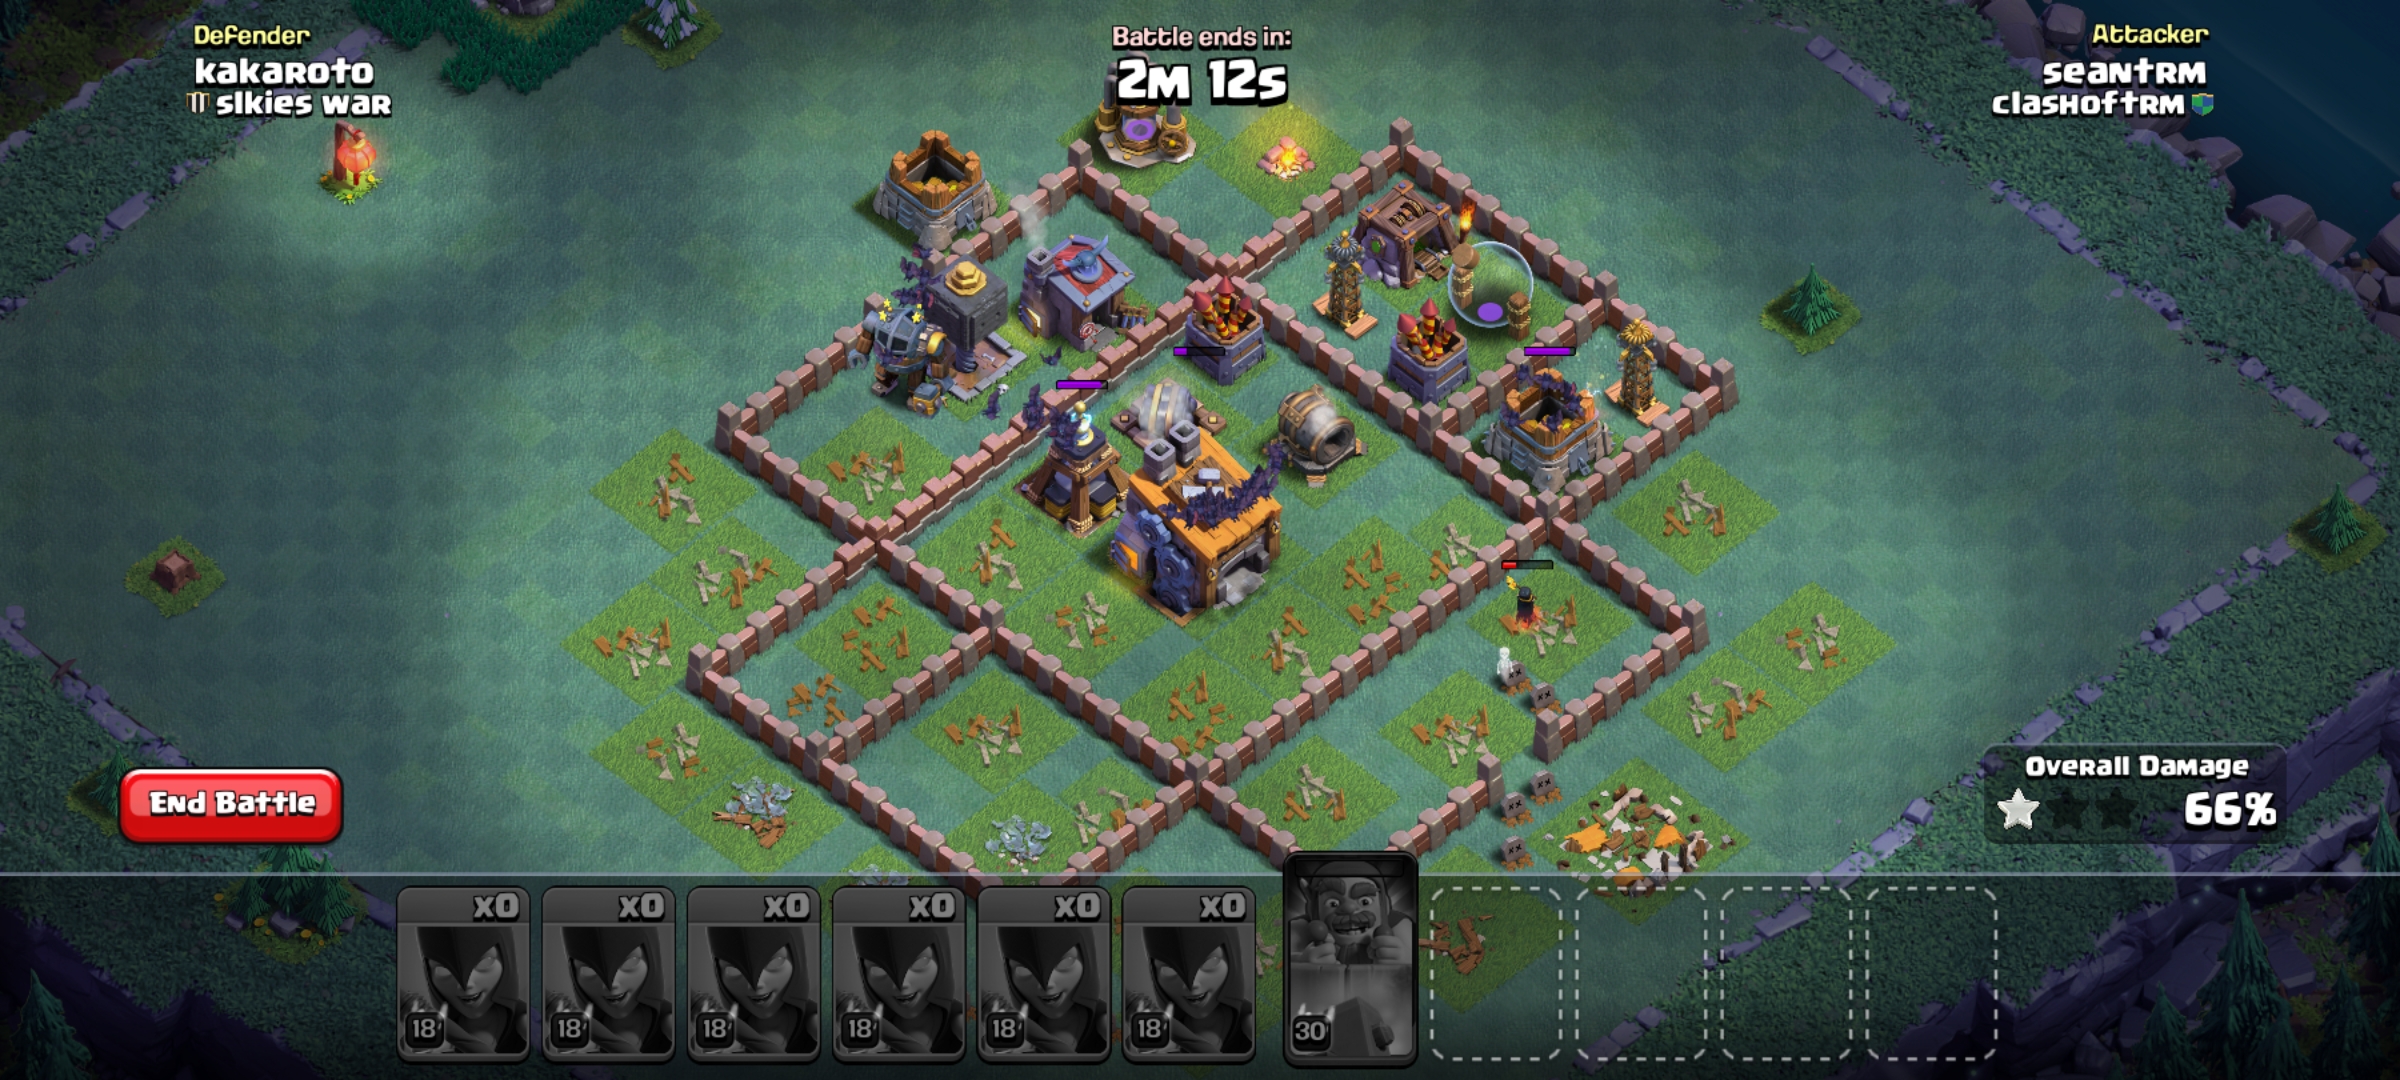 Defender
kakaroto
slkies war
Battle ends in:
2M 12s
Attacker
seantrm
clashoftrm
End Battle
Overall Damage
66%
x0
x0
x0
x0
x0
x0
18
18
18
18
18
18
30